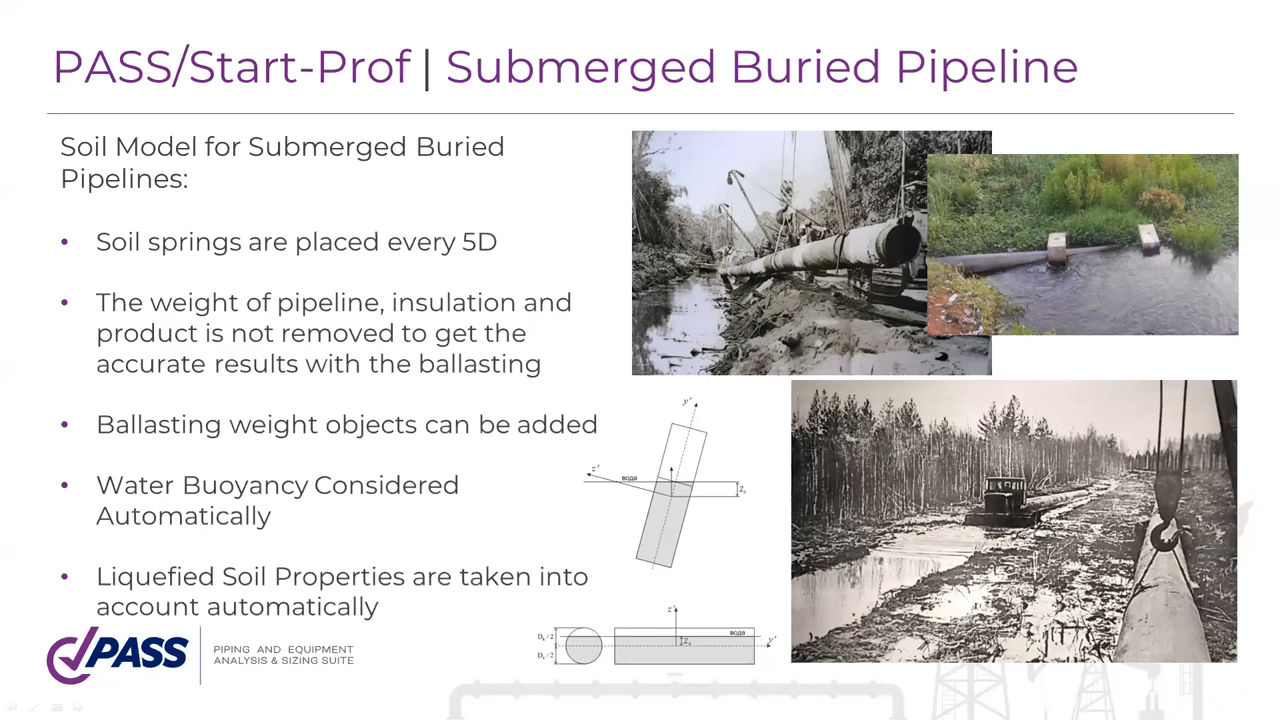 PASS/Start-Prof | Submerged Buried Pipeline
Soil Model for Submerged Buried
Pipelines:
• Soil springs are placed every 5D
• The weight of pipeline, insulation and
product is not removed to get the
accurate results with the ballasting
• Ballasting weight objects can be added
• Water Buoyancy Considered
Automatically
• Liquefied Soil Properties are taken into
account automatically
y'
z'
вода
z'
вода
y'
PASS
PIPING AND EQUIPMENT
ANALYSIS & SIZING SUITE